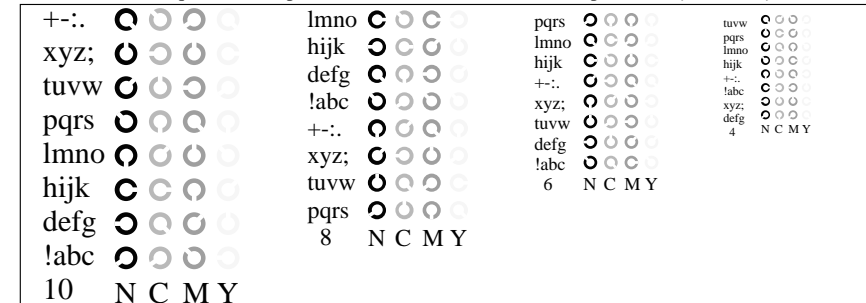 +-:.
xyz;
tuvw
pqrs
lmno
hijk
defg
!abc
10 N C M Y
lmno
hijk
defg
!abc
+-:.
xyz;
tuvw
pqrs
8 N C M Y
pqrs
lmno
hijk
+-:.
xyz;
tuvw
defg
!abc
6 N C M Y
tuvw
pqrs
lmno
hijk
+-:.
!abc
xyz;
defg
4 N C M Y